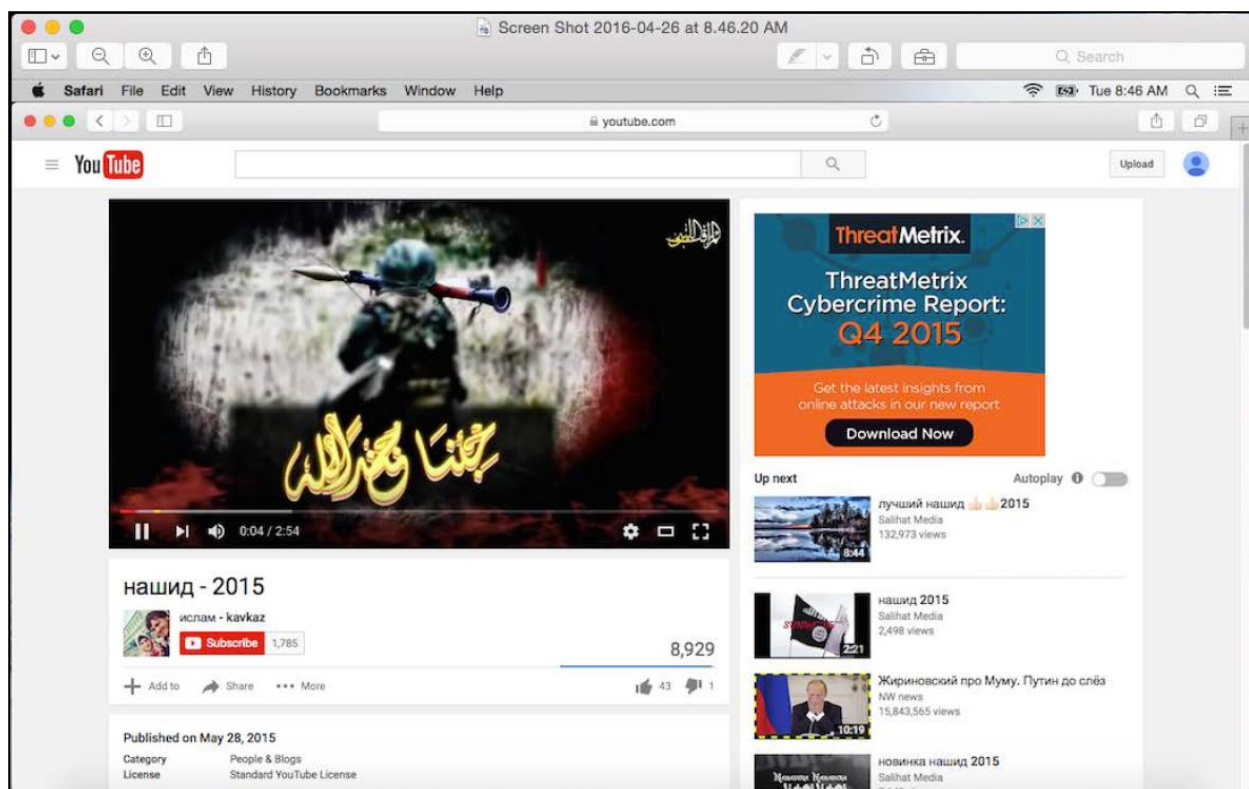 Screen Shot 2016-04-26 at 8.46.20 AM
Search
Safari File Edit View History Bookmarks Window Help
Tue 8:46 AM
youtube.com
YouTube
Upload
ThreatMetrix.
ThreatMetrix
Cybercrime Report:
Q4 2015
Get the latest insights from
online attacks in our new report
Download Now
0:04 / 2:54
нашид - 2015
ислам - kavkaz
Subscribe 1,785
8,929
Add to Share More
43 1
Published on May 28, 2015
Category People & Blogs
License Standard YouTube License
Up next Autoplay
лучший нашид 👍👍2015
Salihat Media
132,973 views
8:44
нашид 2015
Salihat Media
2,498 views
2:21
Жириновский про Муму. Путин до слёз
NW news
15,843,565 views
10:19
новинка нашид 2015
Salihat Media